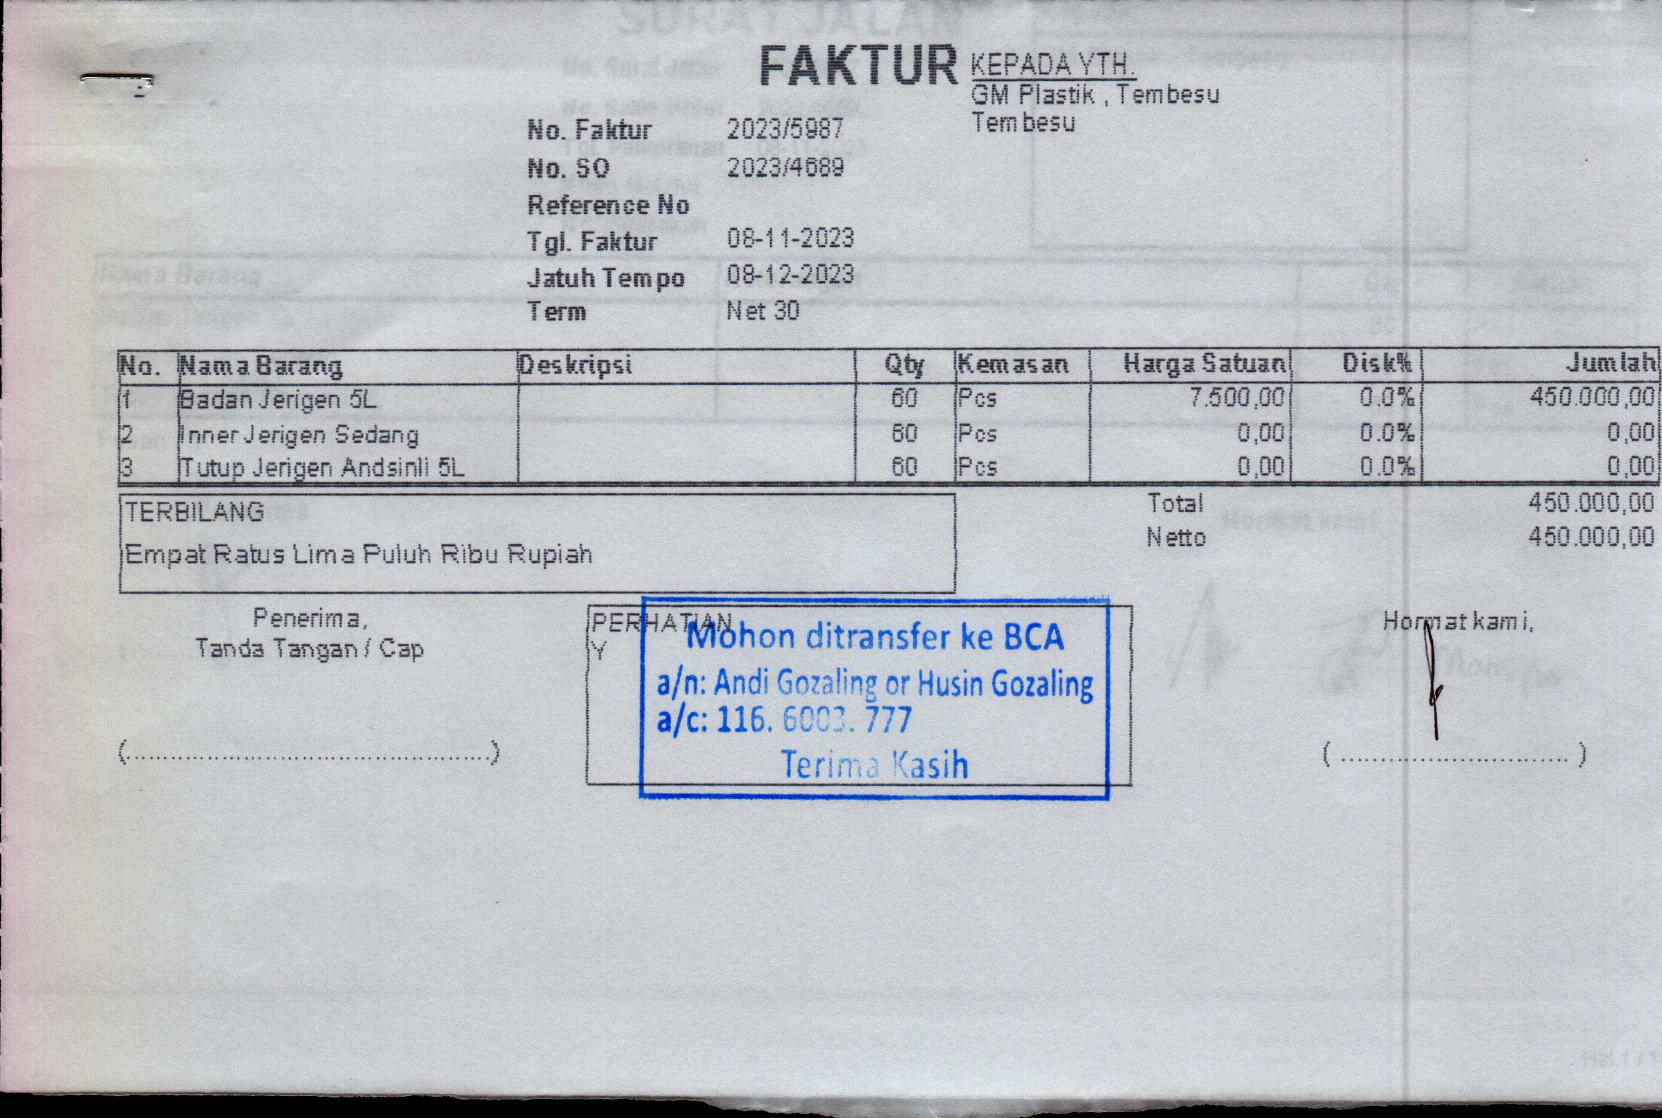 FAKTUR
KEPADA YTH.
GM Plastik , Tembesu
Tembesu
No. Faktur 2023/5987
No. SO 2023/4689
Reference No
Tgl. Faktur 08-11-2023
Jatuh Tempo 08-12-2023
Term Net 30
No. Nama Barang Deskripsi Qty Kemasan Harga Satuan Disk% Jumlah
1 Badan Jerigen 5L 60 Pcs 7.500,00 0.0% 450.000,00
2 Inner Jerigen Sedang 60 Pcs 0,00 0.0% 0,00
3 Tutup Jerigen Andsinli 5L 60 Pcs 0,00 0.0% 0,00
Total 450.000,00
Netto 450.000,00
TERBILANG
Empat Ratus Lima Puluh Ribu Rupiah
Penerima,
Tanda Tangan / Cap
(..............................................)
PERHATIAN
Y
Mohon ditransfer ke BCA
a/n: Andi Gozaling or Husin Gozaling
a/c: 116. 6003. 777
Terima Kasih
Hormat kami,
( ............................. )
SURAT JALAN